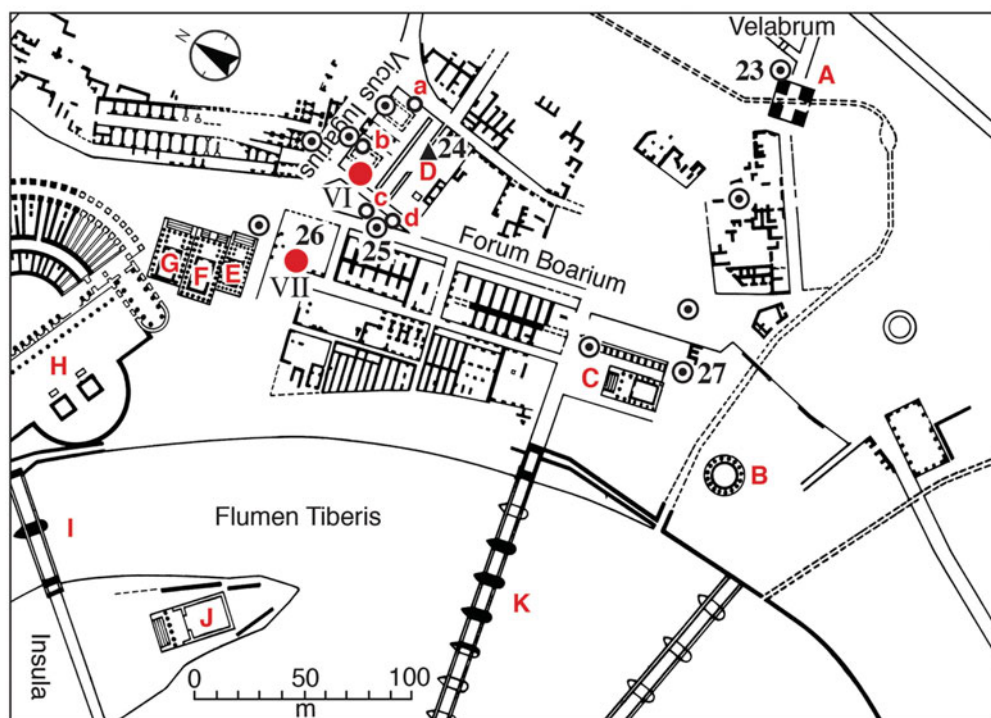 Velabrum
23
A
N
Vicus Iugarius
a
b
24
D
VI
c
d
25
26
VII
G
F
E
Forum Boarium
H
C
27
B
I
Flumen Tiberis
K
J
Insula
0 50 100
m